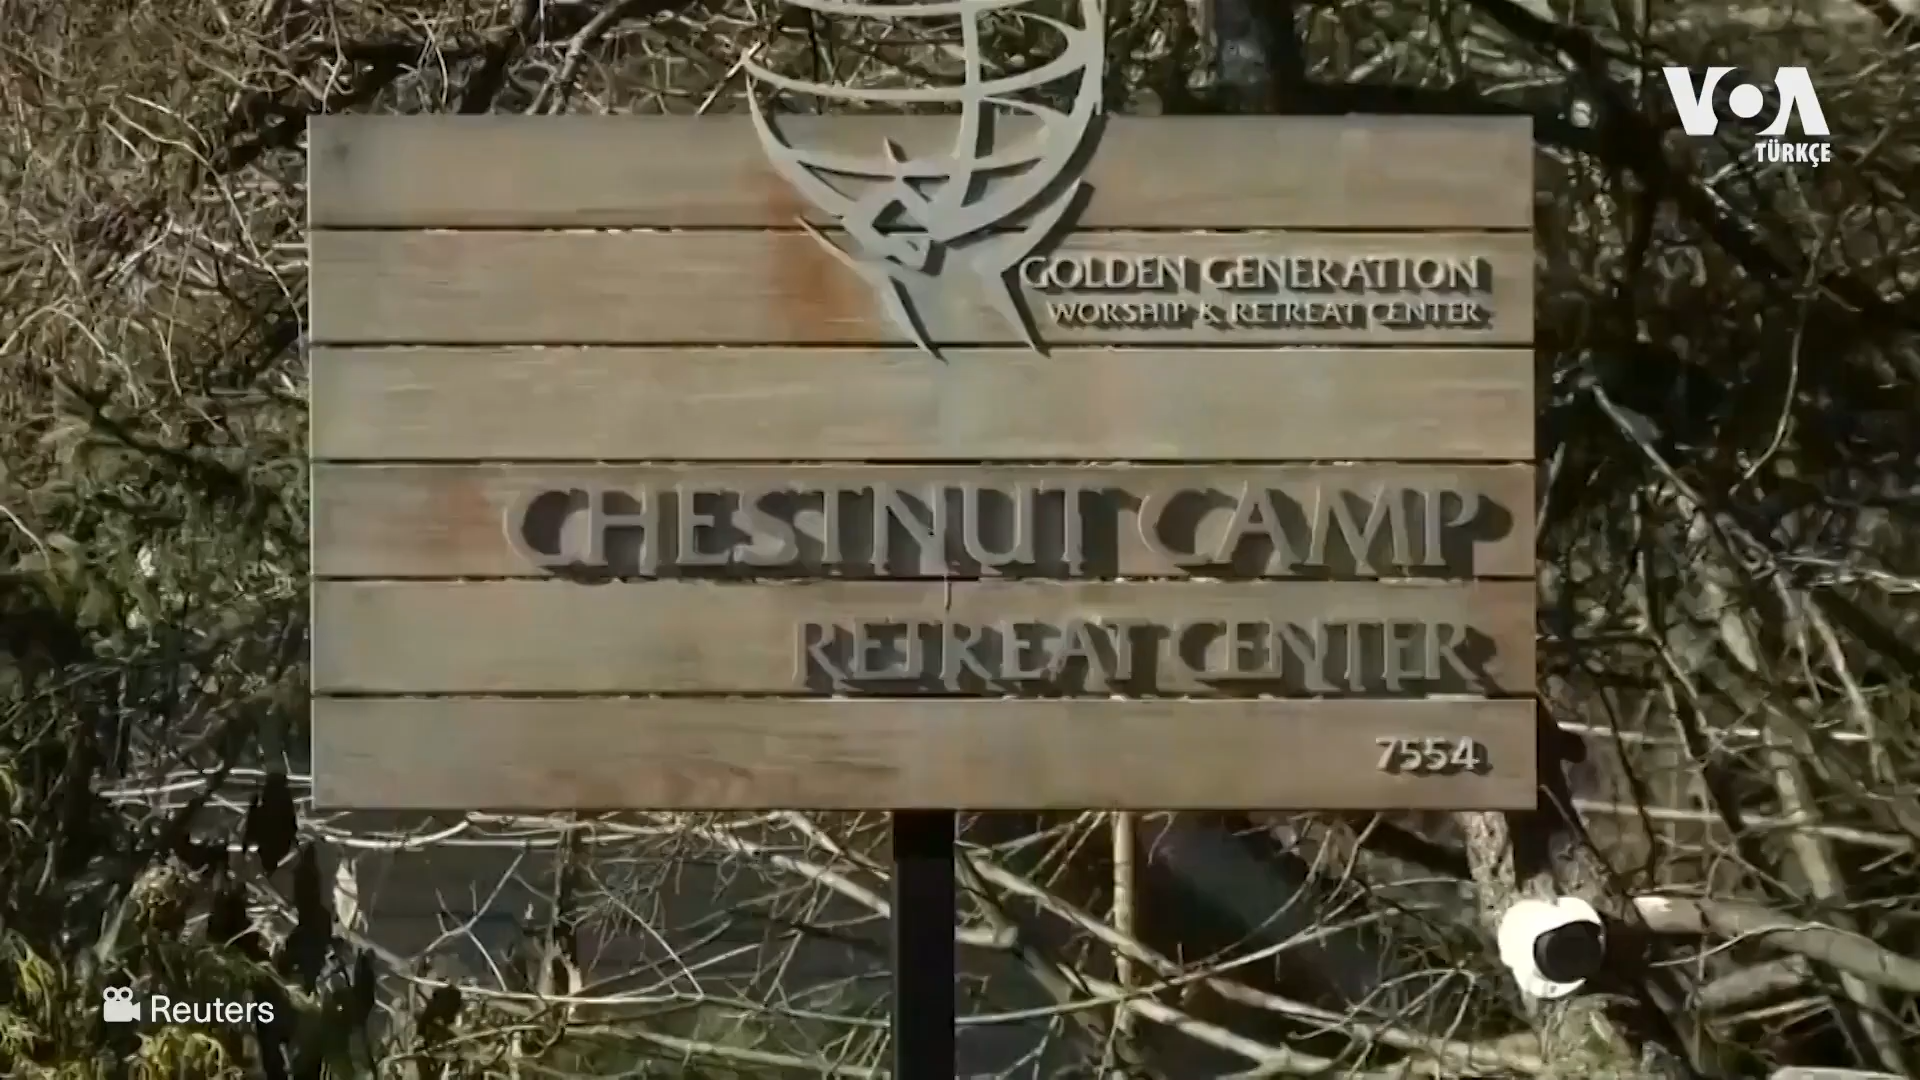 VOA
TÜRKÇE
GOLDEN GENERATION
WORSHIP & RETREAT CENTER
CHESTNUT CAMP
RETREAT CENTER
7554
Reuters